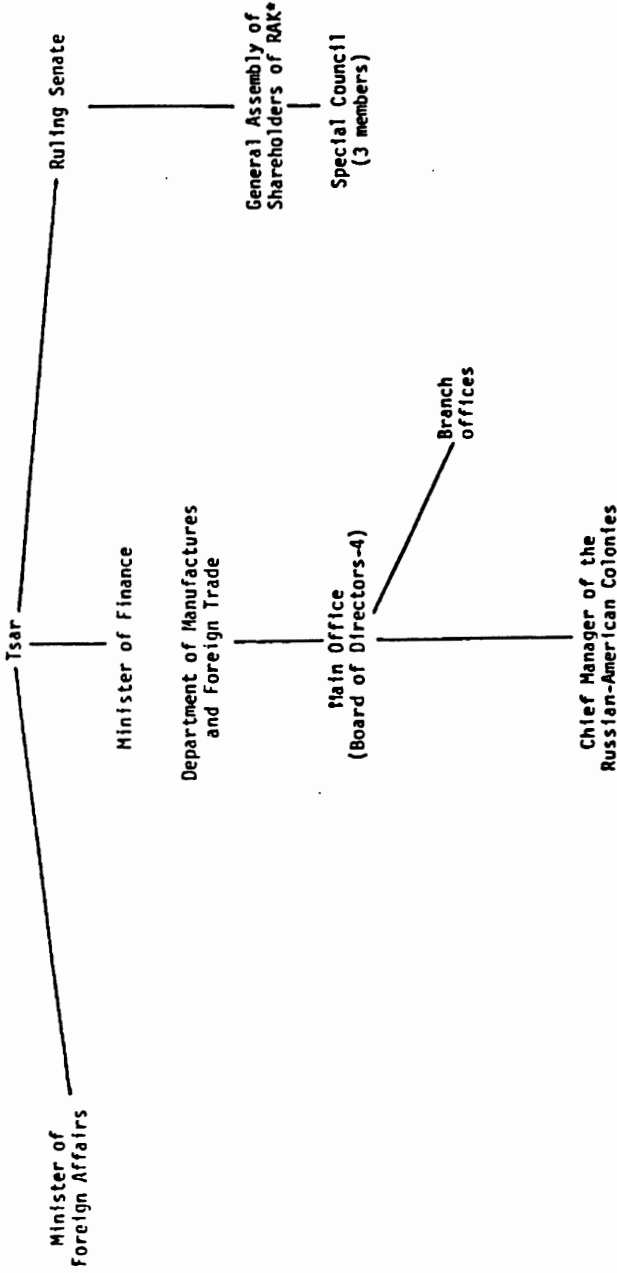 Tsar
Minister of
Foreign Affairs
Minister of Finance
Ruling Senate
Department of Manufactures
and Foreign Trade
General Assembly of
Shareholders of RAK*
Main Office
(Board of Directors-4)
Special Council
(3 members)
Branch
offices
Chief Manager of the
Russian-American Colonies